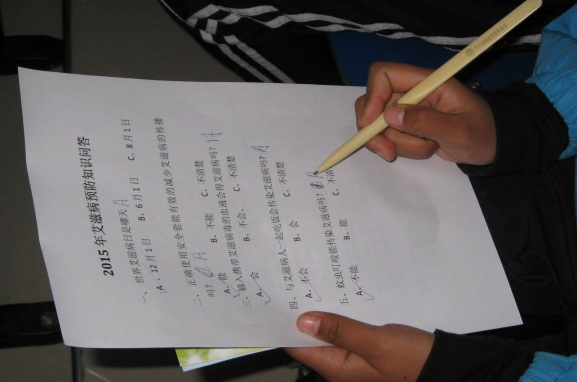 2015年艾滋病预防知识问答
一、世界艾滋病日是哪天 A
A、12月1日 B、6月1日 C、8月1日
二、正确使用安全套能有效的减少艾滋病的传播
吗? A
A、能 B、不能 C、不清楚
三、输入携带艾滋病毒的血液会得艾滋病吗? A
A、会 B、不会、 C、不清楚
四、与艾滋病人一起吃饭会传染艾滋病吗? A
A、不会 B、会 C、不清楚
五、蚊虫叮咬能传染艾滋病吗? A
A、不能 B、能 C、不清